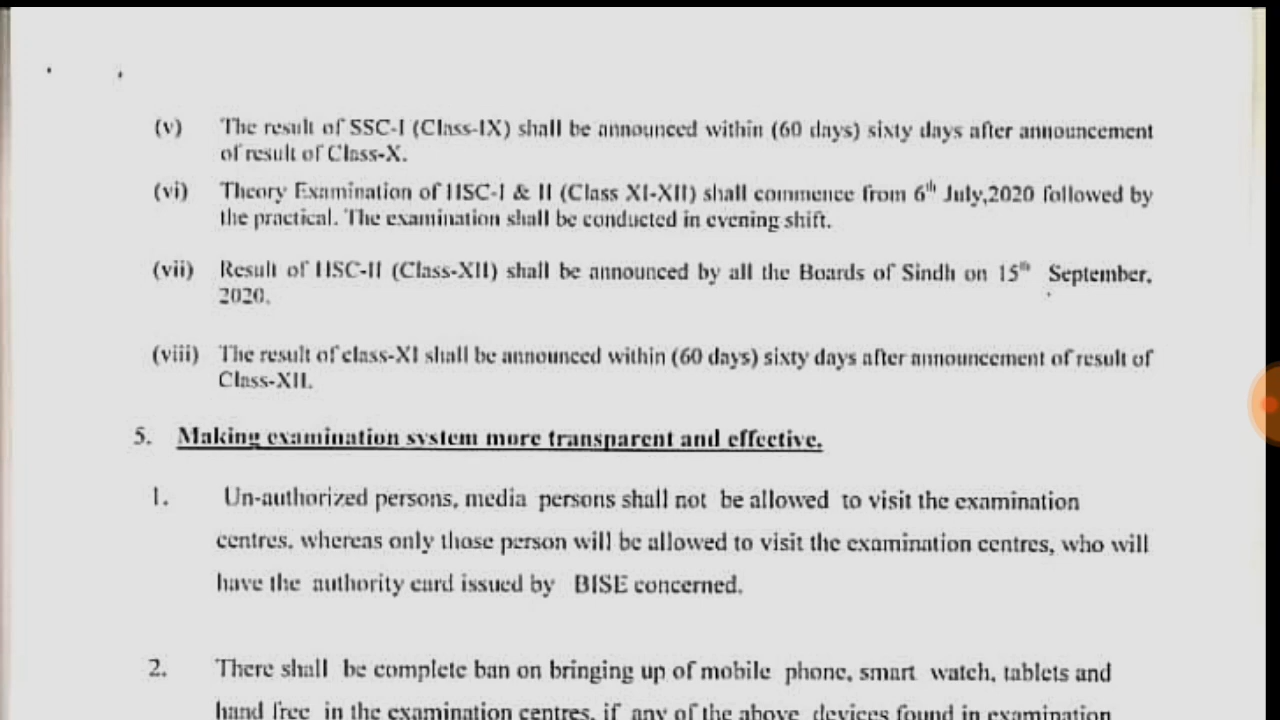 (v) The result of SSC-I (Class-IX) shall be announced within (60 days) sixty days after announcement
of result of Class-X.
(vi) Theory Examination of HSC-I & II (Class XI-XII) shall commence from 6th July,2020 followed by
the practical. The examination shall be conducted in evening shift.
(vii) Result of HSC-II (Class-XII) shall be announced by all the Boards of Sindh on 15th September,
2020.
(viii) The result of class-XI shall be announced within (60 days) sixty days after announcement of result of
Class-XII.
5. Making examination system more transparent and effective.
1. Un-authorized persons, media persons shall not be allowed to visit the examination
centres, whereas only those person will be allowed to visit the examination centres, who will
have the authority card issued by BISE concerned.
2. There shall be complete ban on bringing up of mobile phone, smart watch, tablets and
hand free in the examination centres, if any of the above devices found in examination